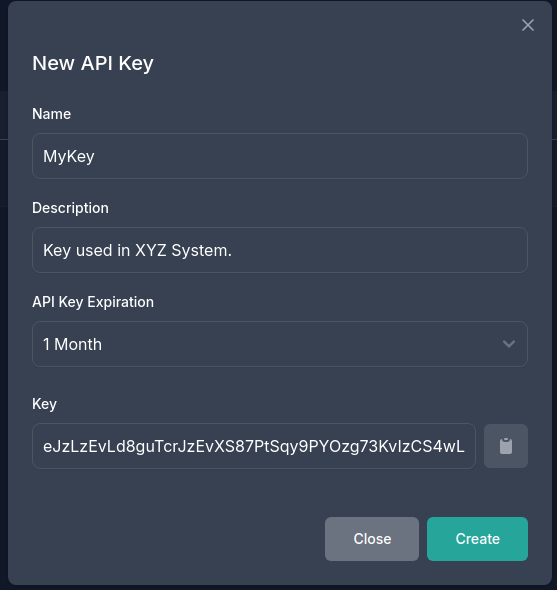 New API Key
Name
MyKey
Description
Key used in XYZ System.
API Key Expiration
1 Month
Key
eJzLzEvLd8guTcrJzEvXS87PtSqy9PYOzg73KvIzCS4wL
Close
Create